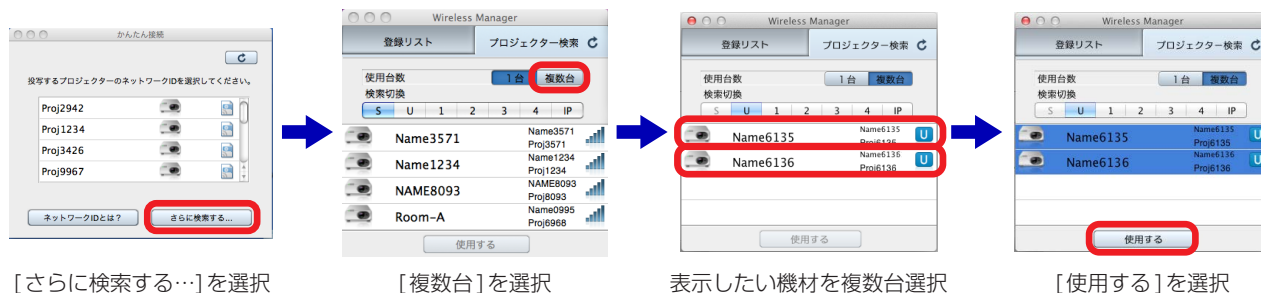 かんたん接続
投写するプロジェクターのネットワークIDを選択してください。
Proj2942
Proj1234
Proj3426
Proj9967
ネットワークIDとは？
さらに検索する...
[さらに検索する…]を選択
Wireless Manager
登録リスト プロジェクター検索
使用台数 1台 複数台
検索切換
S U 1 2 3 4 IP
Name3571 Name3571
Proj3571
Name1234 Name1234
Proj1234
NAME8093 NAME8093
Proj8093
Room-A Name0995
Proj6968
使用する
[複数台]を選択
Wireless Manager
登録リスト プロジェクター検索
使用台数 1台 複数台
検索切換
S U 1 2 3 4 IP
Name6135 Name6135
Proj6135 U
Name6136 Name6136
Proj6136 U
使用する
表示したい機材を複数台選択
Wireless Manager
登録リスト プロジェクター検索
使用台数 1台 複数台
検索切換
S U 1 2 3 4 IP
Name6135 Name6135
Proj6135 U
Name6136 Name6136
Proj6136 U
使用する
[使用する]を選択